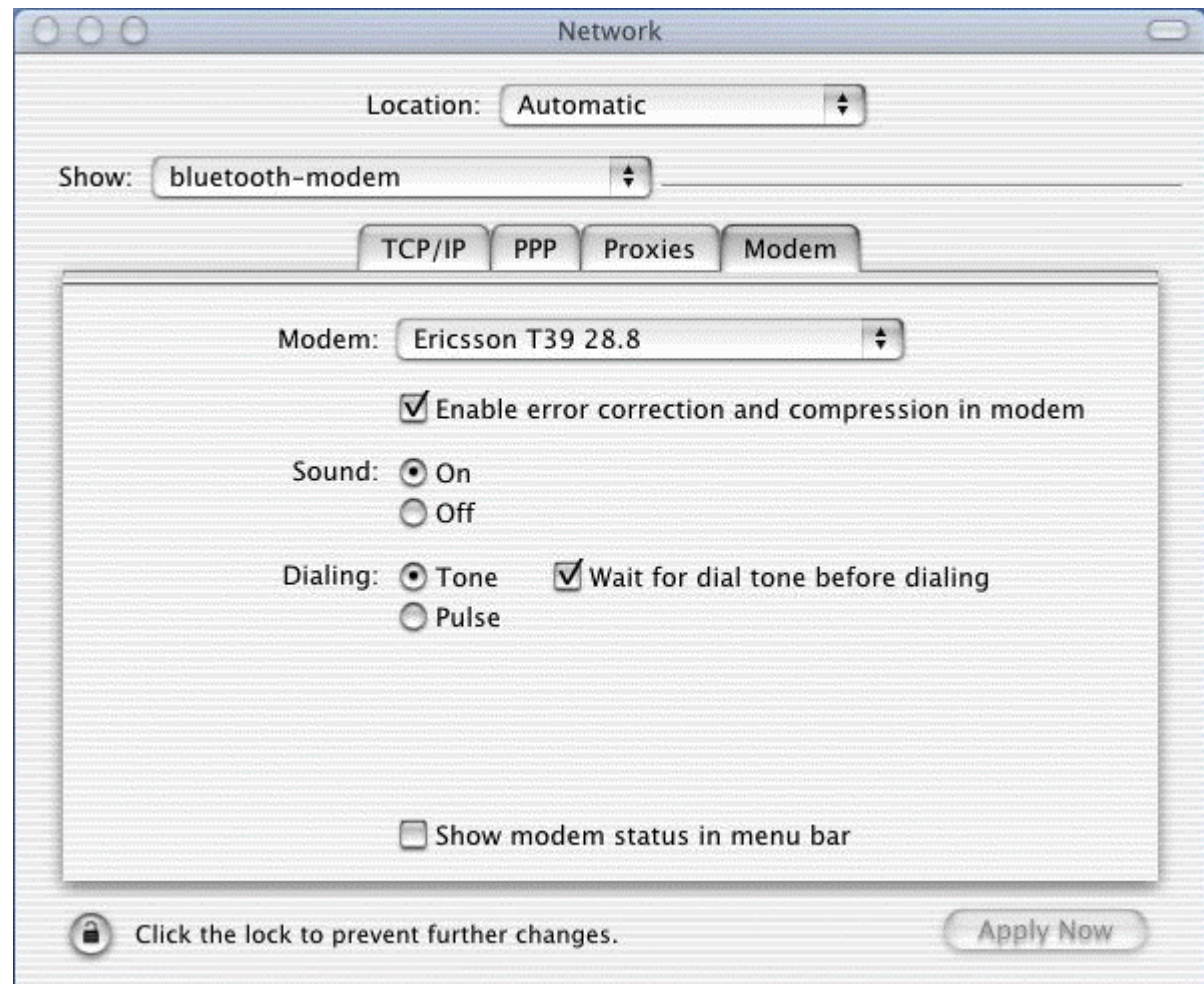 Network
Location: Automatic
Show: bluetooth-modem
TCP/IP PPP Proxies Modem
Modem: Ericsson T39 28.8
Enable error correction and compression in modem
Sound: On
Off
Dialing: Tone Wait for dial tone before dialing
Pulse
Show modem status in menu bar
Click the lock to prevent further changes. Apply Now